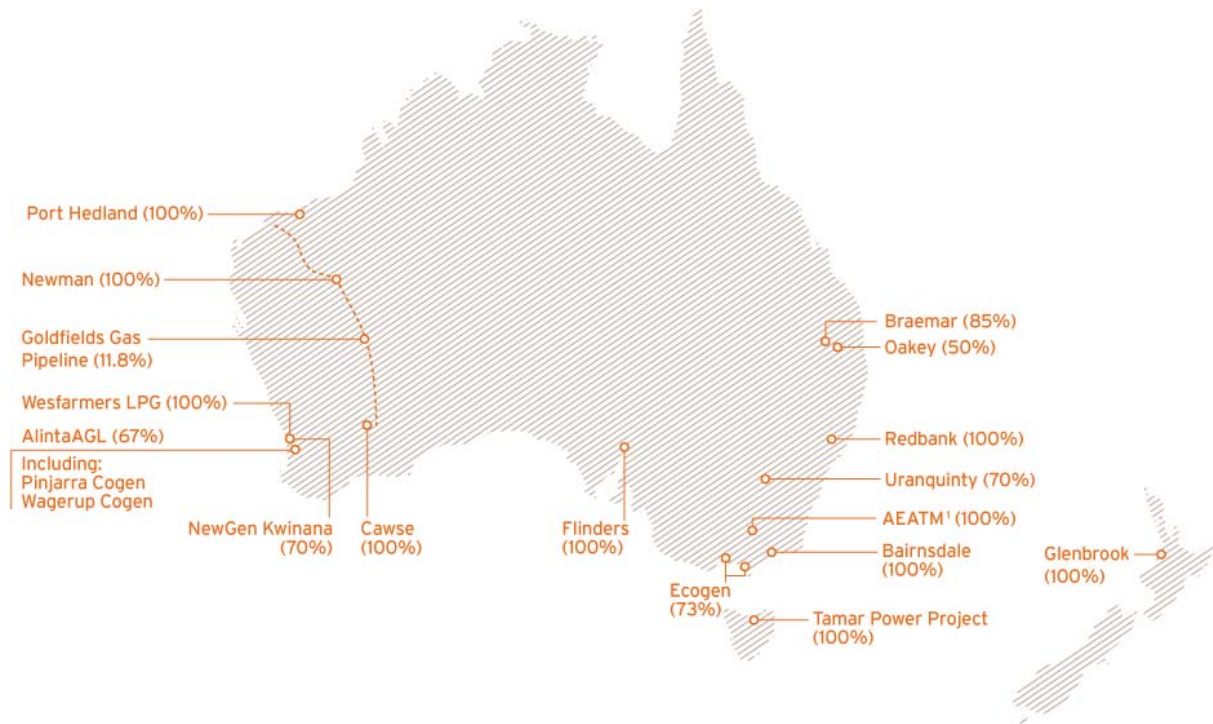 Port Hedland (100%)
Newman (100%)
Goldfields Gas
Pipeline (11.8%)
Wesfarmers LPG (100%)
AlintaAGL (67%)
Including:
Pinjarra Cogen
Wagerup Cogen
NewGen Kwinana
(70%)
Cawse
(100%)
Flinders
(100%)
Braemar (85%)
Oakey (50%)
Redbank (100%)
Uranquinty (70%)
AEATM¹ (100%)
Bairnsdale
(100%)
Ecogen
(73%)
Tamar Power Project
(100%)
Glenbrook
(100%)